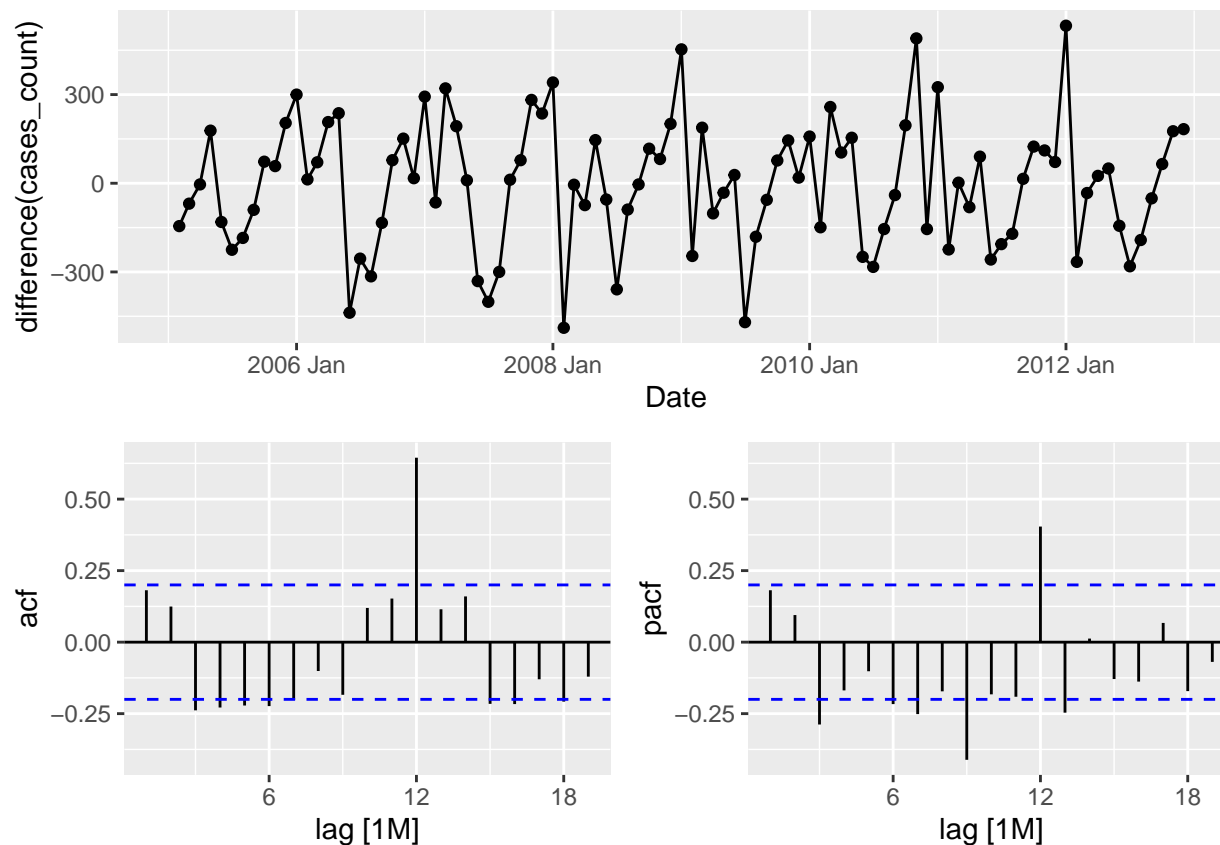 difference(cases_count)
300
0
−300
2006 Jan 2008 Jan 2010 Jan 2012 Jan
Date
acf
0.50
0.25
0.00
−0.25
6 12 18
lag [1M]
pacf
0.50
0.25
0.00
−0.25
6 12 18
lag [1M]